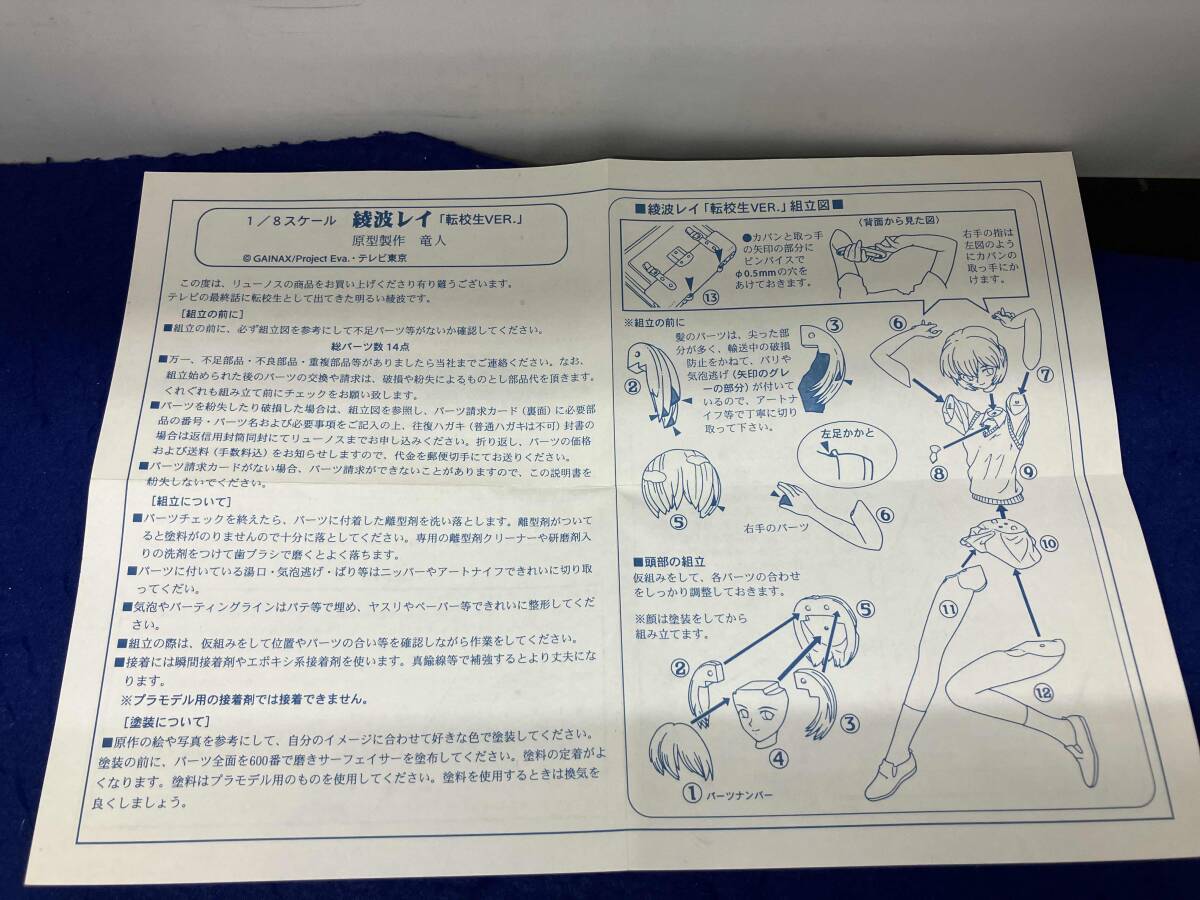 1／8スケール 綾波レイ「転校生VER.」
原型製作 竜人
© GAINAX/Project Eva.・テレビ東京
この度は、リューノスの商品をお買い上げくださり有り難うございます。
テレビの最終話に転校生として出てきた明るい綾波です。
［組立の前に］
■組立の前に、必ず組立図を参考にして不足パーツ等がないか確認してください。
総パーツ数14点
■万一、不足部品・不良部品・重複部品等がありましたら当社までご連絡ください。なお、
組立始められた後のパーツの交換や請求は、破損や紛失によるものとし部品代を頂きます。
くれぐれも組み立て前にチェックをお願い致します。
■パーツを紛失したり破損した場合は、組立図を参照し、パーツ請求カード（裏面）に必要部
品の番号・パーツ名および必要事項をご記入の上、往復ハガキ（普通ハガキは不可）封書の
場合は返信用封筒同封にてリューノスまでお申し込みください。折り返し、パーツの価格
および送料（手数料込）をお知らせしますので、代金を郵便切手にてお送りください。
■パーツ請求カードがない場合、パーツ請求ができないことがありますので、この説明書を
紛失しないでください。
［組立について］
■パーツチェックを終えたら、パーツに付着した離型剤を洗い落とします。離型剤がついて
ると塗料がのりませんので十分に落としてください。専用の離型剤クリーナーや研磨剤入
りの洗剤をつけて歯ブラシで磨くとよく落ちます。
■パーツに付いている湯口・気泡逃げ・ばり等はニッパーやアートナイフできれいに切り取
ってくだい。
■気泡やパーティングラインはパテ等で埋め、ヤスリやペーパー等できれいに整形してくだ
さい。
■組立の際は、仮組みをして位置やパーツの合い等を確認しながら作業をしてください。
■接着には瞬間接着剤やエポキシ系接着剤を使います。真鍮線等で補強するとより丈夫にな
ります。
※プラモデル用の接着剤では接着できません。
［塗装について］
■原作の絵や写真を参考にして、自分のイメージに合わせて好きな色で塗装してください。
塗装の前に、パーツ全面を600番で磨きサーフェイサーを塗布してください。塗料の定着がよ
くなります。塗料はプラモデル用のものを使用してください。塗料を使用するときは換気を
良くしましょう。
■綾波レイ「転校生VER.」組立図■
●カバンと取っ手
の矢印の部分に
ピンバイスで
φ0.5mmの穴を
あけておきます。
⑬
（背面から見た図）
右手の指は
左図のよう
にカバンの
取っ手にか
けます。
※組立の前に
髪のパーツは、尖った部
分が多く、輸送中の破損
防止をかねて、バリや
気泡逃げ（矢印のグレ
ーの部分）が付いて
いるので、アートナ
イフ等で丁寧に切り
取って下さい。
②
③
⑤
左足かかと
右手のパーツ
⑥
⑥
⑦
⑧
⑨
⑩
⑪
⑫
■頭部の組立
仮組みをして、各パーツの合わせ
をしっかり調整しておきます。
※顔は塗装をしてから
組み立てます。
⑤
②
③
④
① パーツナンバー